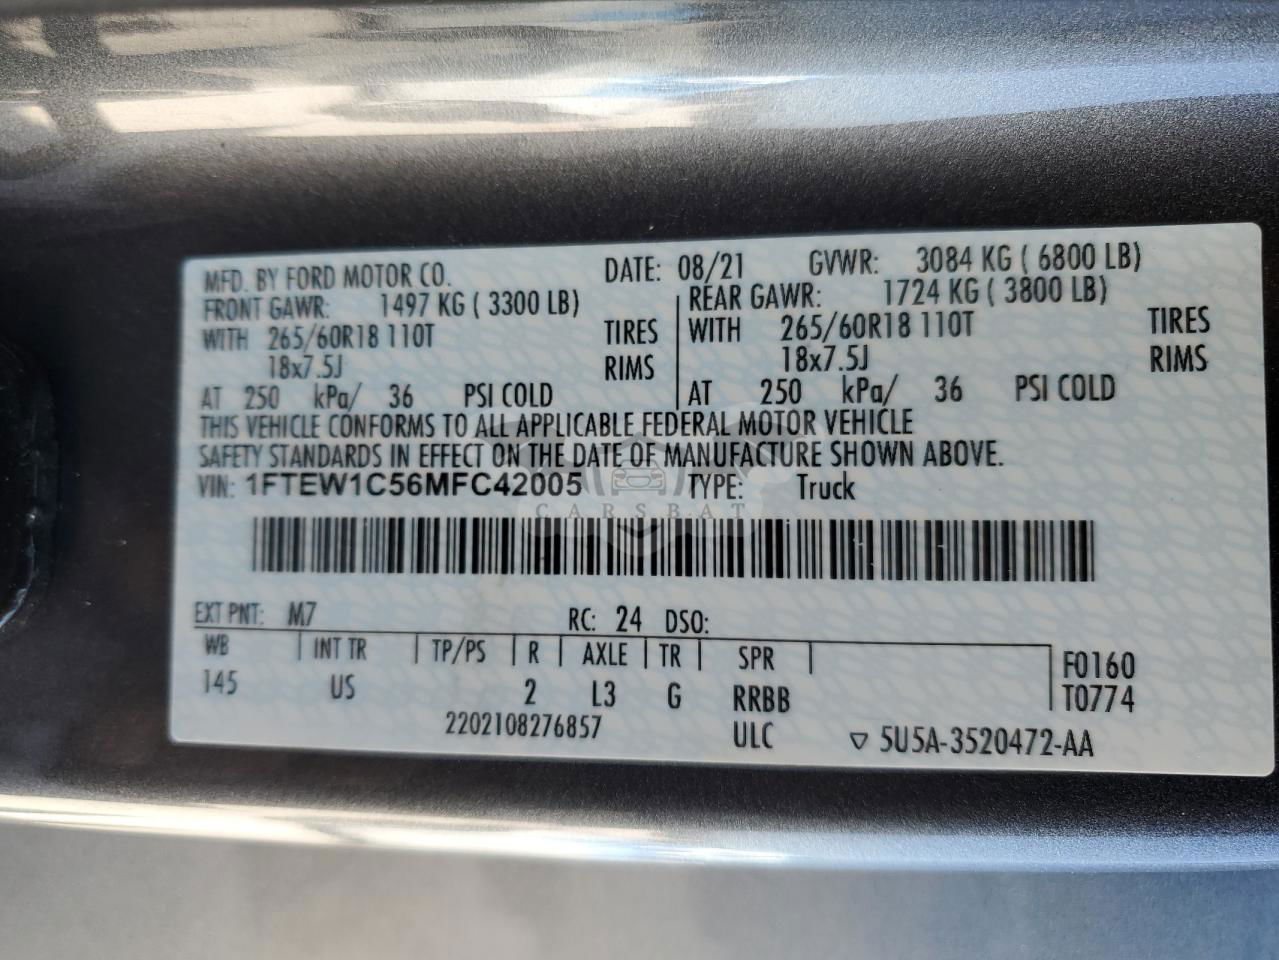 MFD. BY FORD MOTOR CO. DATE: 08/21 GVWR: 3084 KG ( 6800 LB)
FRONT GAWR: 1497 KG ( 3300 LB) REAR GAWR: 1724 KG ( 3800 LB)
WITH 265/60R18 110T TIRES WITH 265/60R18 110T TIRES
18x7.5J RIMS 18x7.5J RIMS
AT 250 kPa/ 36 PSI COLD AT 250 kPa/ 36 PSI COLD
THIS VEHICLE CONFORMS TO ALL APPLICABLE FEDERAL MOTOR VEHICLE
SAFETY STANDARDS IN EFFECT ON THE DATE OF MANUFACTURE SHOWN ABOVE.
VIN: 1FTEW1C56MFC42005 TYPE: Truck
CARSBAT
EXT PNT: M7 RC: 24 DSO:
WB INT TR TP/PS R AXLE TR SPR F0160
145 US 2 L3 G RRBB T0774
2202108276857 ULC ▽ 5U5A-3520472-AA